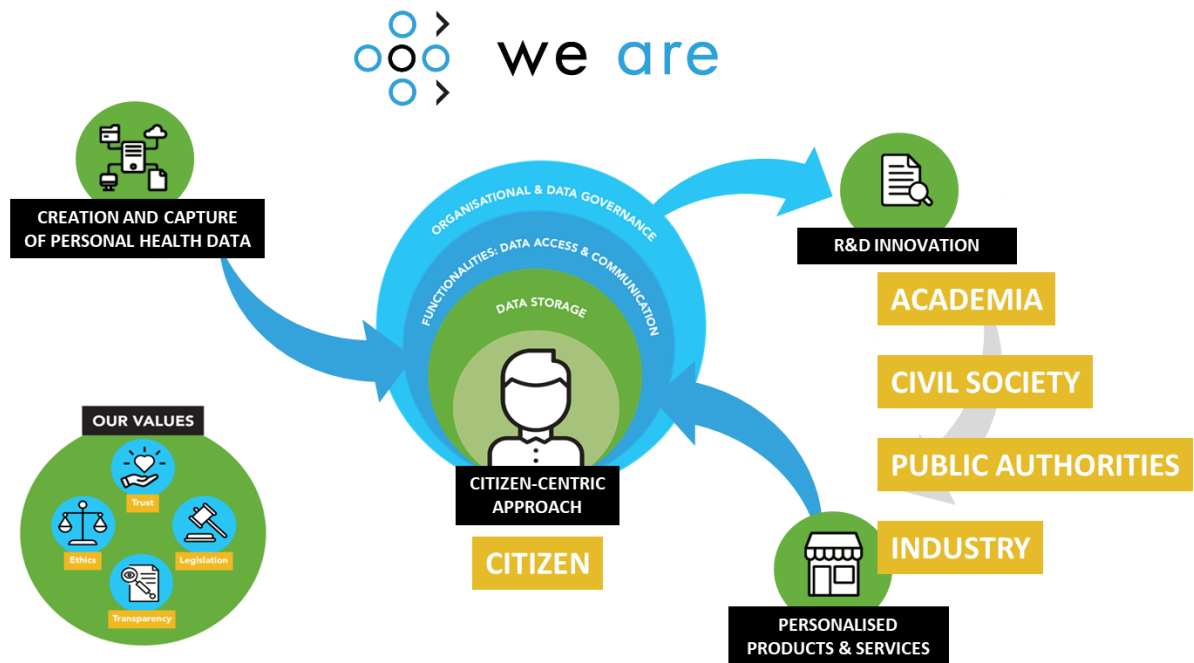 we are
CREATION AND CAPTURE
OF PERSONAL HEALTH DATA
ORGANISATIONAL & DATA GOVERNANCE
FUNCTIONALITIES: DATA ACCESS & COMMUNICATION
DATA STORAGE
CITIZEN-CENTRIC
APPROACH
CITIZEN
R&D INNOVATION
ACADEMIA
CIVIL SOCIETY
PUBLIC AUTHORITIES
INDUSTRY
PERSONALISED
PRODUCTS & SERVICES
OUR VALUES
Trust
Ethics
Legislation
Transparency